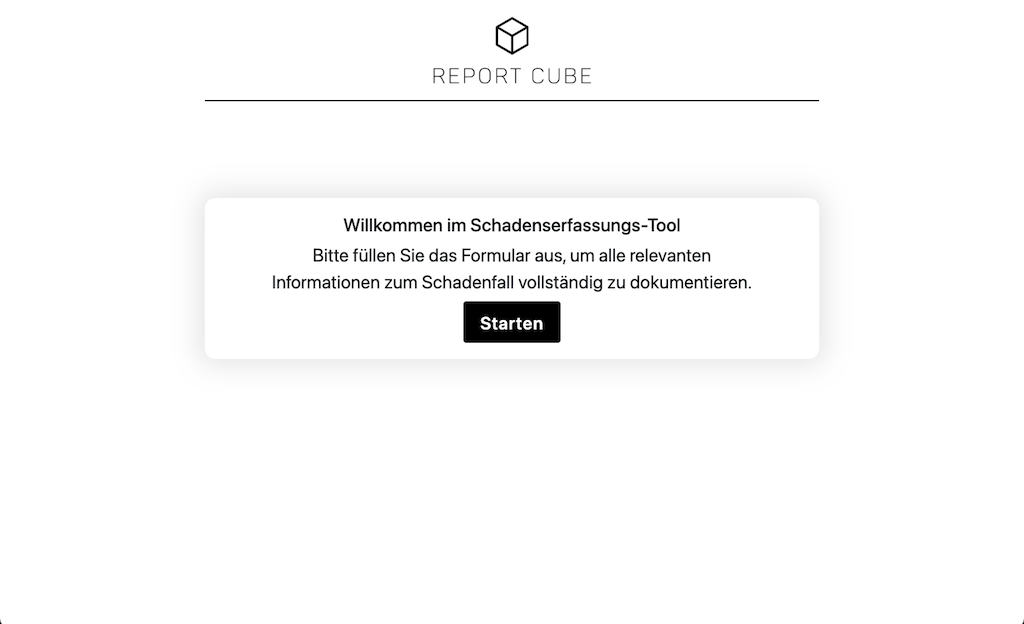 REPORT CUBE
Willkommen im Schadenserfassungs-Tool
Bitte füllen Sie das Formular aus, um alle relevanten
Informationen zum Schadenfall vollständig zu dokumentieren.
Starten